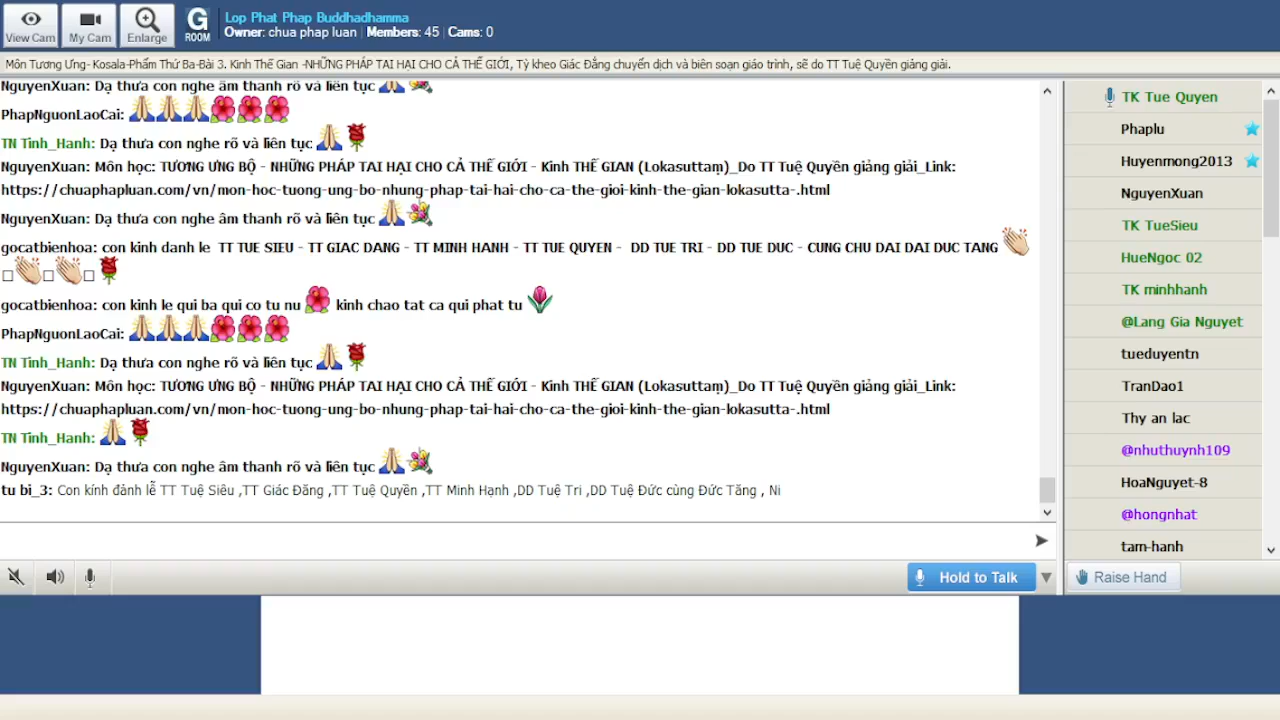 View Cam
My Cam
Enlarge
G
ROOM
Lop Phat Phap Buddhadhamma
Owner: chua phap luan | Members: 45 | Cams: 0
Môn Tương Ưng- Kosala-Phẩm Thứ Ba-Bài 3. Kinh Thế Gian -NHỮNG PHÁP TAI HẠI CHO CẢ THẾ GIỚI, Tỳ kheo Giác Đẳng chuyển dịch và biên soạn giáo trình, sẽ do TT Tuệ Quyền giảng giải.
NguyenXuan: Dạ thưa con nghe âm thanh rõ và liên tục
PhapNguonLaoCai:
TN Tinh_Hanh: Dạ thưa con nghe rõ và liên tục
NguyenXuan: Môn học: TƯƠNG ƯNG BỘ - NHỮNG PHÁP TAI HẠI CHO CẢ THẾ GIỚI - Kinh THẾ GIAN (Lokasuttaṃ)_Do TT Tuệ Quyền giảng giải_Link:
https://chuaphapluan.com/vn/mon-hoc-tuong-ung-bo-nhung-phap-tai-hai-cho-ca-the-gioi-kinh-the-gian-lokasutta-.html
NguyenXuan: Dạ thưa con nghe âm thanh rõ và liên tục
gocatbienhoa: con kinh danh le TT TUE SIEU - TT GIAC DANG - TT MINH HANH - TT TUE QUYEN - DD TUE TRI - DD TUE DUC - CUNG CHU DAI DAI DUC TANG
gocatbienhoa: con kinh le qui ba qui co tu nu kinh chao tat ca qui phat tu
PhapNguonLaoCai:
TN Tinh_Hanh: Dạ thưa con nghe rõ và liên tục
NguyenXuan: Môn học: TƯƠNG ƯNG BỘ - NHỮNG PHÁP TAI HẠI CHO CẢ THẾ GIỚI - Kinh THẾ GIAN (Lokasuttaṃ)_Do TT Tuệ Quyền giảng giải_Link:
https://chuaphapluan.com/vn/mon-hoc-tuong-ung-bo-nhung-phap-tai-hai-cho-ca-the-gioi-kinh-the-gian-lokasutta-.html
TN Tinh_Hanh:
NguyenXuan: Dạ thưa con nghe âm thanh rõ và liên tục
tu bi_3: Con kính đảnh lễ TT Tuệ Siêu ,TT Giác Đăng ,TT Tuệ Quyền ,TT Minh Hạnh ,DD Tuệ Tri ,DD Tuệ Đức cùng Đức Tăng , Ni
TK Tue Quyen
Phaplu
Huyenmong2013
NguyenXuan
TK TueSieu
HueNgoc 02
TK minhhanh
@Lang Gia Nguyet
tueduyentn
TranDao1
Thy an lac
@nhuthuynh109
HoaNguyet-8
@hongnhat
tam-hanh
Hold to Talk
Raise Hand